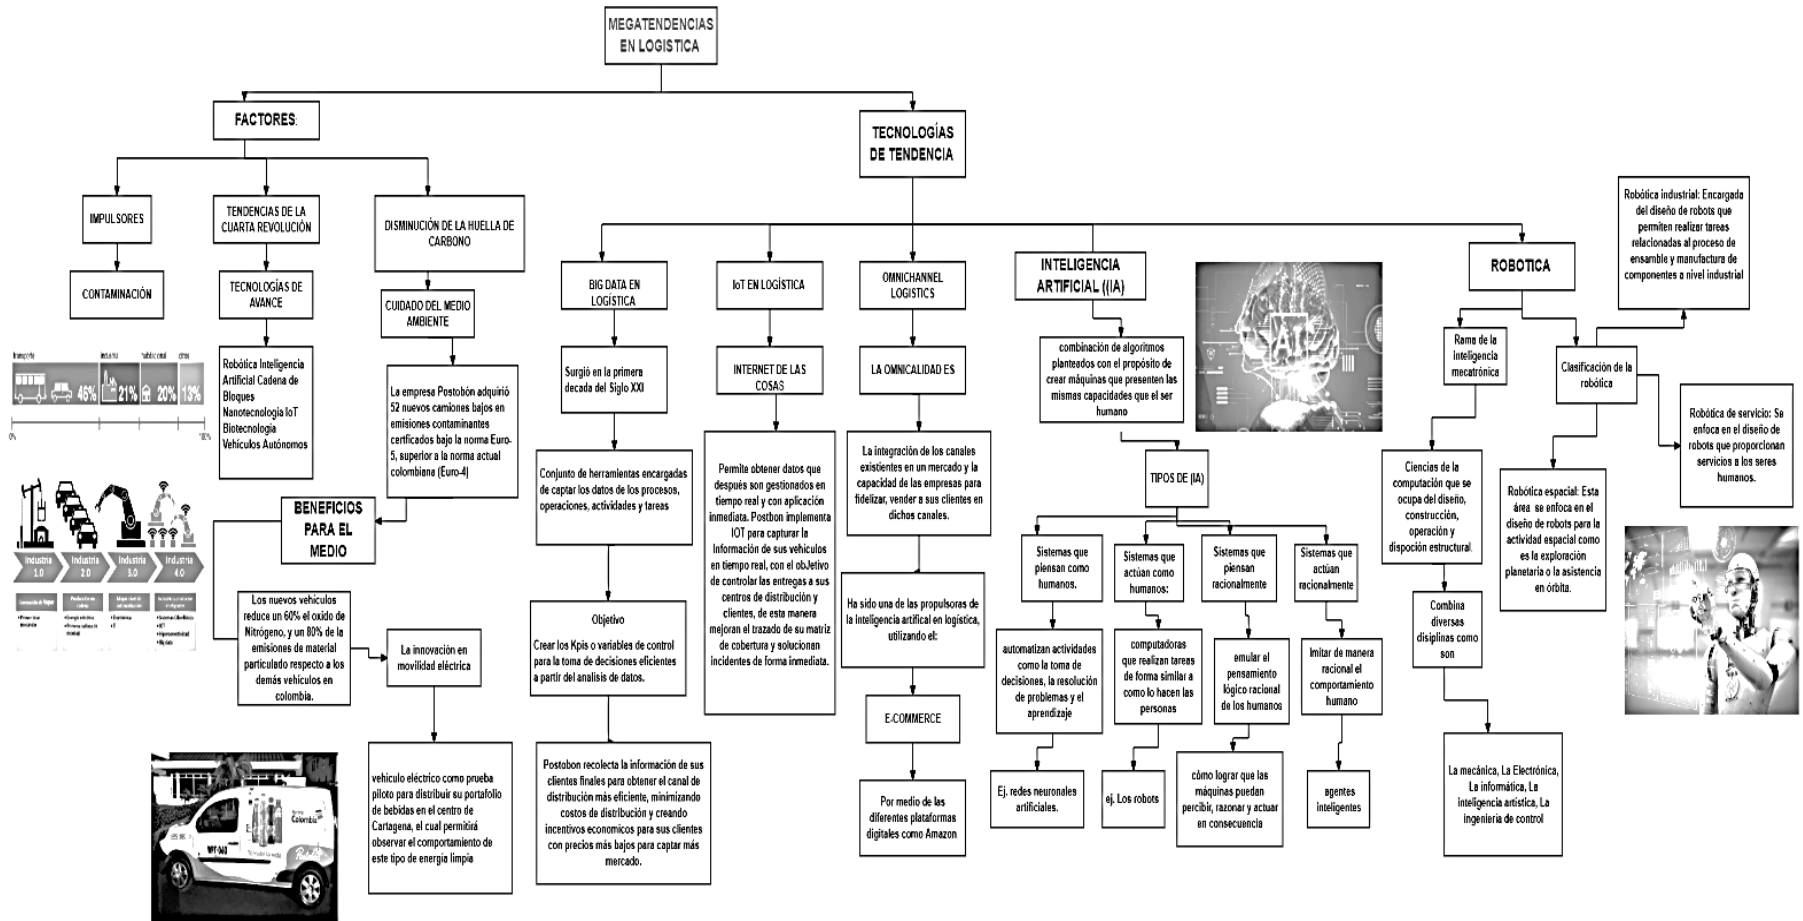 MEGATENDENCIAS
EN LOGISTICA
FACTORES:
IMPULSORES
CONTAMINACIÓN
transporte
industria
habitacional
otros
46%
21%
20%
13%
0%
100%
Industria
1.0
Industria
2.0
Industria
3.0
Industria
4.0
TENDENCIAS DE LA
CUARTA REVOLUCIÓN
TECNOLOGÍAS DE
AVANCE
Robótica Inteligencia
Artificial Cadena de
Bloques
Nanotecnología IoT
Biotecnología
Vehículos Autónomos
DISMINUCIÓN DE LA HUELLA DE
CARBONO
CUIDADO DEL MEDIO
AMBIENTE
La empresa Postobón adquirió
52 nuevos camiones bajos en
emisiones contaminantes
certficados bajo la norma Euro-
5, superior a la norma actual
colombiana (Euro-4)
BENEFICIOS
PARA EL
MEDIO
Los nuevos vehículos
reduce un 60% el oxido de
Nitrógeno, y un 80% de la
emisiones de material
particulado respecto a los
demás vehículos en
colombia.
La innovación en
movilidad eléctrica
vehiculo eléctrico como prueba
piloto para distribuir su portafolio
de bebidas en el centro de
Cartagena, el cual permitirá
observar el comportamiento de
este tipo de energía limpia
Colombia
TECNOLOGÍAS
DE TENDENCIA
BIG DATA EN
LOGÍSTICA
Surgió en la primera
decada del Siglo XXI
Conjunto de herramientas encargadas
de captar los datos de los procesos,
operaciones, actividades y tareas
Objetivo
Crear los Kpis o variables de control
para la toma de decisiones eficientes
a partir del analisis de datos.
Postobon recolecta la información de sus
clientes finales para obtener el canal de
distribución más eficiente, minimizando
costos de distribución y creando
incentivos economicos para sus clientes
con precios más bajos para captar más
mercado.
IoT EN LOGÍSTICA
INTERNET DE LAS
COSAS
Permite obtener datos que
después son gestionados en
tiempo real y con aplicación
inmediata. Postbon implementa
IOT para capturar la
Información de sus vehiculos
en tiempo real, con el objetivo
de controlar las entregas a sus
centros de distribución y
clientes, de esta manera
mejoran el trazado de su matriz
de cobertura y solucionan
incidentes de forma inmediata.
OMNICHANNEL
LOGISTICS
LA OMNICALIDAD ES
La integración de los canales
existientes en un mercado y la
capacidad de las empresas para
fidelizar, vender a sus clientes en
dichos canales.
Ha sido una de las propulsoras de
la inteligencia artifical en logística,
utilizando el:
E-COMMERCE
Por medio de las
diferentes plataformas
digitales como Amazon
INTELIGENCIA
ARTIFICIAL ((IA)
combinación de algoritmos
planteados con el propósito de
crear máquinas que presenten las
mismas capacidades que el ser
humano
AI
TIPOS DE (IA)
Sistemas que
piensan como
humanos.
automatizan actividades
como la toma de
decisiones, la resolución
de problemas y el
aprendizaje
Ej. redes neuronales
artificiales.
Sistemas que
actúan como
humanos:
computadoras
que realizan tareas
de forma similar a
como lo hacen las
personas
ej. Los robots
Sistemas que
piensan
racionalmente
emular el
pensamiento
lógico racional
de los humanos
cómo lograr que las
máquinas puedan
percibir, razonar y actuar
en consecuencia
Sistemas que
actúan
racionalmente
Imitar de manera
racional el
comportamiento
humano
agentes
inteligentes
ROBOTICA
Rama de la
inteligencia
mecatrónica
Ciencias de la
computación que se
ocupa del diseño,
construcción,
operación y
dispoción estructural.
Combina
diversas
disiplinas como
son
La mecánica, La Electrónica,
La informática, La
inteligencia artística, La
ingeniería de control
Clasificación de la
robótica
Robótica industrial: Encargada
del diseño de robots que
permiten realizar tareas
relacionadas al proceso de
ensamble y manufactura de
componentes a nivel industrial
Robótica de servicio: Se
enfoca en el diseño de
robots que proporcionan
servicios a los seres
humanos.
Robótica espacial: Esta
área se enfoca en el
diseño de robots para la
actividad espacial como
es la exploración
planetaria o la asistencia
en órbita.